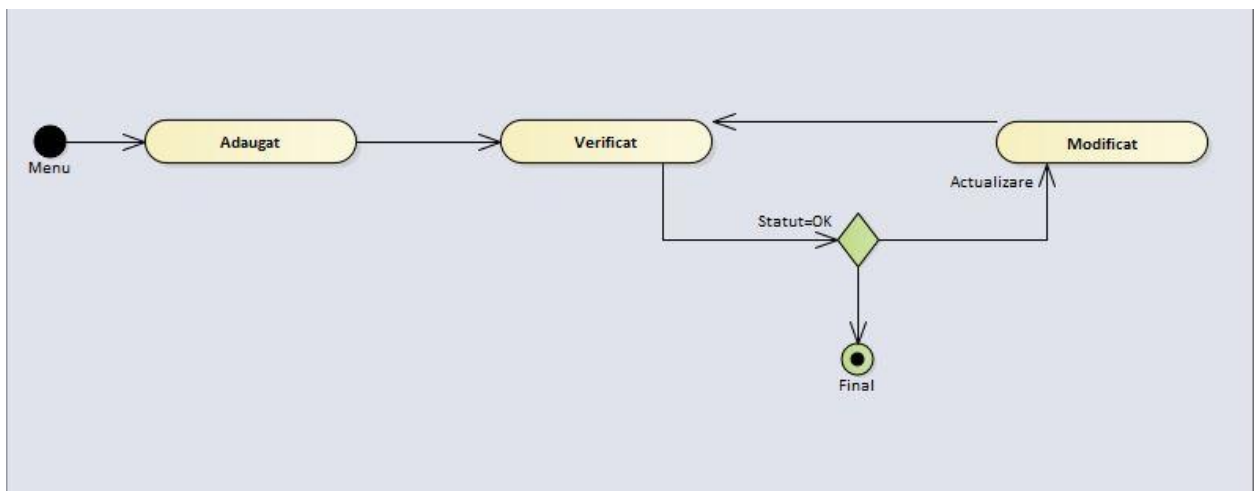 Menu
Adaugat
Verificat
Modificat
Actualizare
Statut=OK
Final